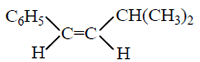 C₆H₅ CH(CH₃)₂
C=C
H H